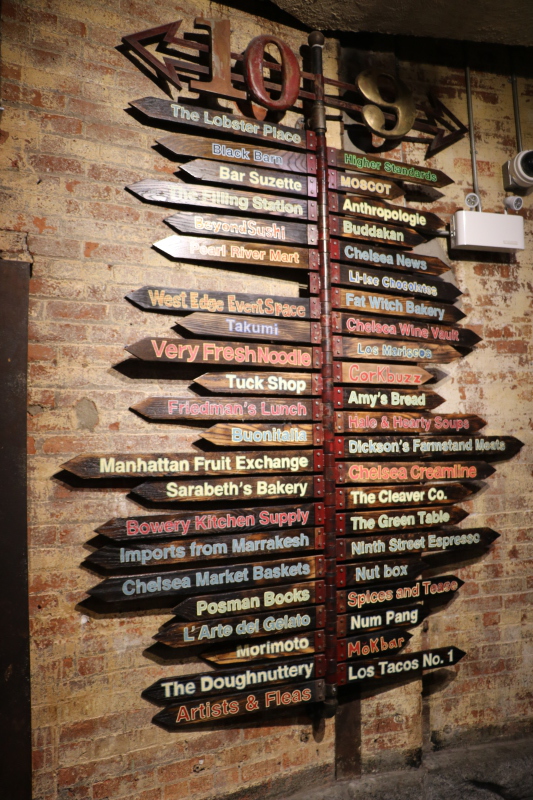 10
9
The Lobster Place
Black Barn
Bar Suzette
The Filling Station
BeyondSushi
Pearl River Mart
West Edge Event Space
Takumi
Very Fresh Noodle
Tuck Shop
Friedman's Lunch
Buonitalia
Manhattan Fruit Exchange
Sarabeth's Bakery
Bowery Kitchen Supply
Imports from Marrakesh
Chelsea Market Baskets
Posman Books
L'Arte del Gelato
Morimoto
The Doughnuttery
Artists & Fleas
Higher Standards
MOSCOT
Anthropologie
Buddakan
Chelsea News
Li-lac Chocolates
Fat Witch Bakery
Chelsea Wine Vault
Los Mariscos
Corkbuzz
Amy's Bread
Hale & Hearty Soups
Dickson's Farmstand Meats
Chelsea Creamline
The Cleaver Co.
The Green Table
Ninth Street Espresso
Nut box
Spices and Tease
Num Pang
MokBar
Los Tacos No. 1